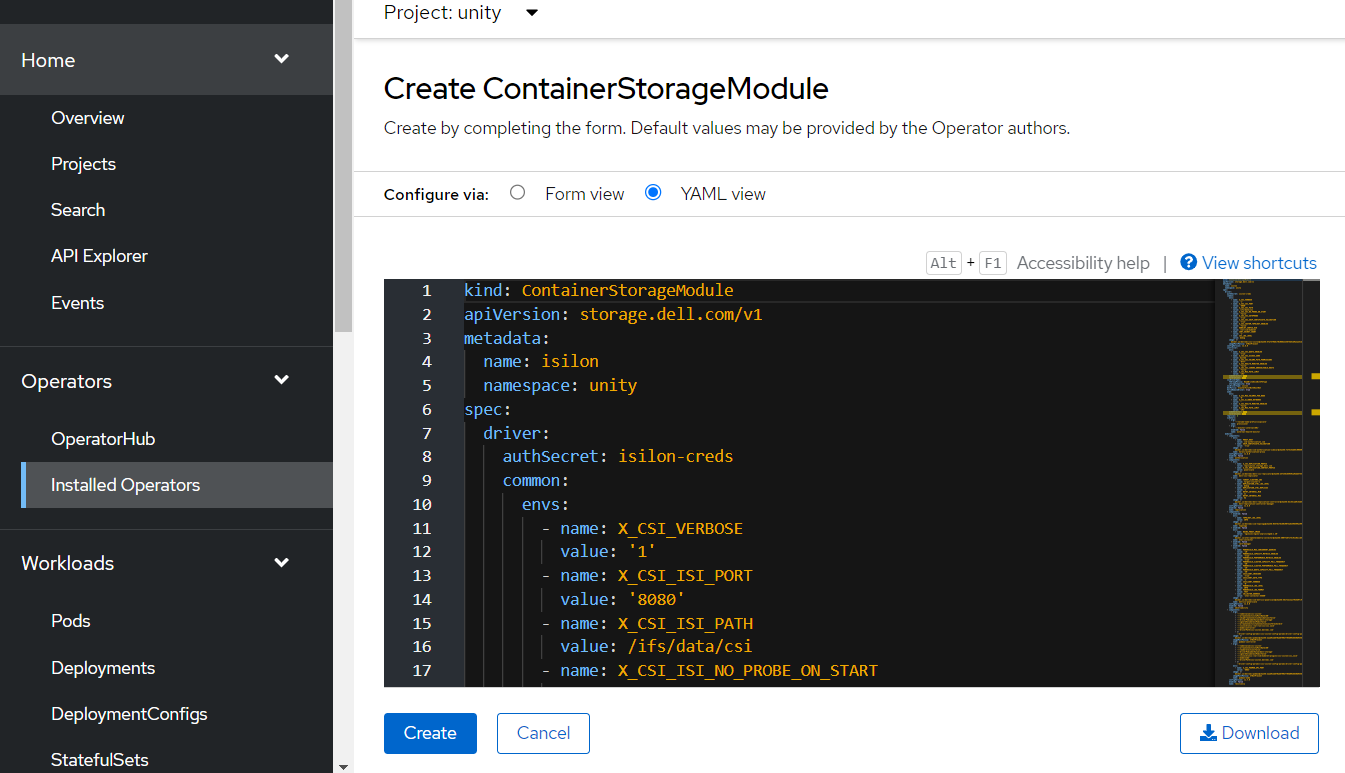 Project: unity
Home
Overview
Projects
Search
API Explorer
Events
Operators
OperatorHub
Installed Operators
Workloads
Pods
Deployments
DeploymentConfigs
StatefulSets
Create ContainerStorageModule
Create by completing the form. Default values may be provided by the Operator authors.
Configure via: Form view YAML view
Alt + F1 Accessibility help | View shortcuts
1 kind: ContainerStorageModule
2 apiVersion: storage.dell.com/v1
3 metadata:
4 name: isilon
5 namespace: unity
6 spec:
7 driver:
8 authSecret: isilon-creds
9 common:
10 envs:
11 - name: X_CSI_VERBOSE
12 value: '1'
13 - name: X_CSI_ISI_PORT
14 value: '8080'
15 - name: X_CSI_ISI_PATH
16 value: /ifs/data/csi
17 - name: X_CSI_ISI_NO_PROBE_ON_START
Create Cancel Download